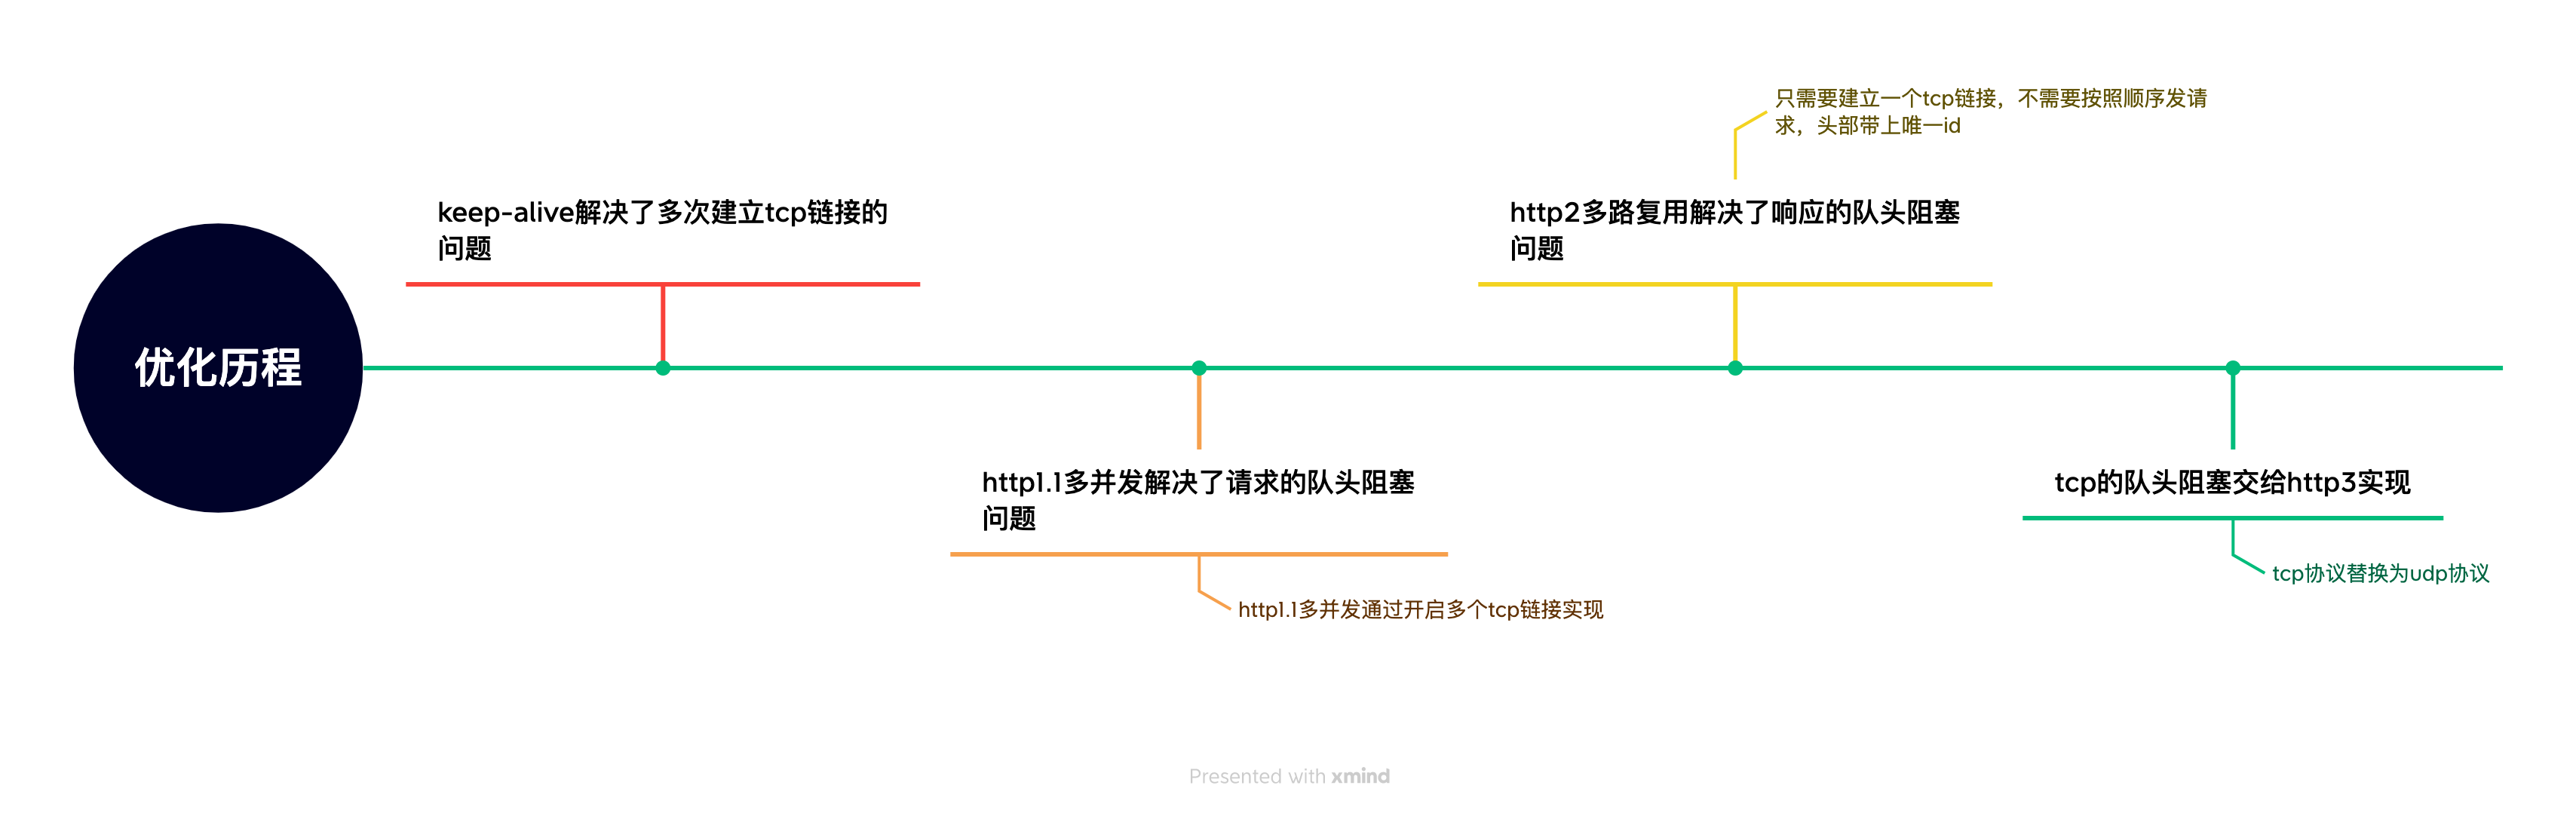 优化历程
keep-alive解决了多次建立tcp链接的
问题
http1.1多并发解决了请求的队头阻塞
问题
http1.1多并发通过开启多个tcp链接实现
只需要建立一个tcp链接，不需要按照顺序发请
求，头部带上唯一id
http2多路复用解决了响应的队头阻塞
问题
tcp的队头阻塞交给http3实现
tcp协议替换为udp协议
Presented with xmind